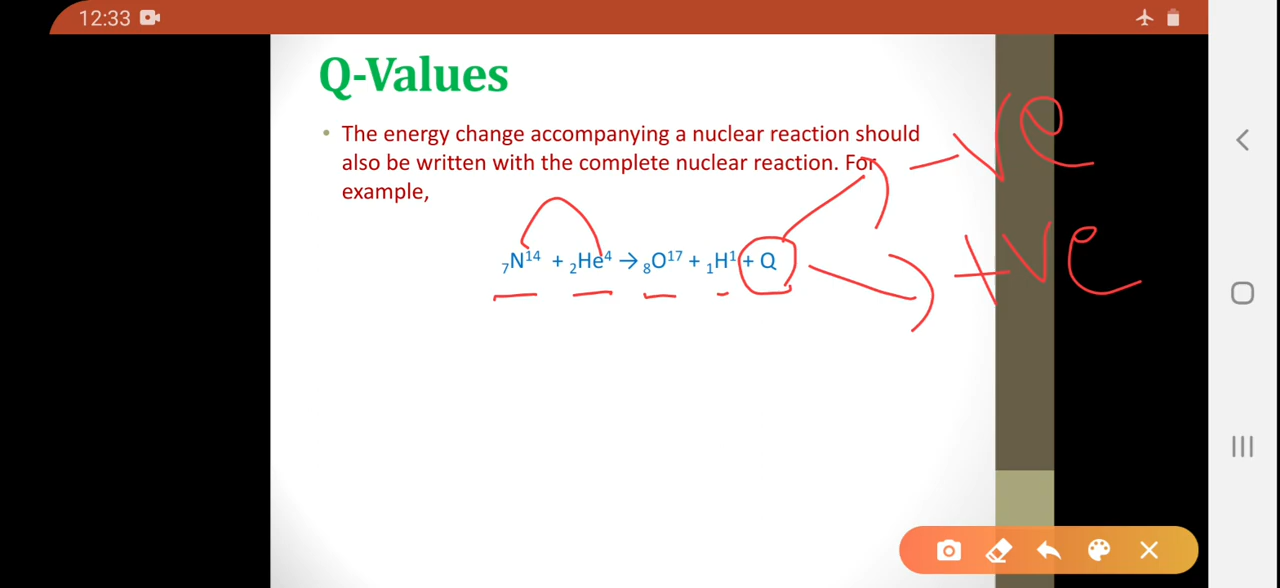 12:33
Q-Values
• The energy change accompanying a nuclear reaction should
also be written with the complete nuclear reaction. For
example,
-ve
₇N¹⁴ + ₂He⁴ → ₈O¹⁷ + ₁H¹ + Q
+ve